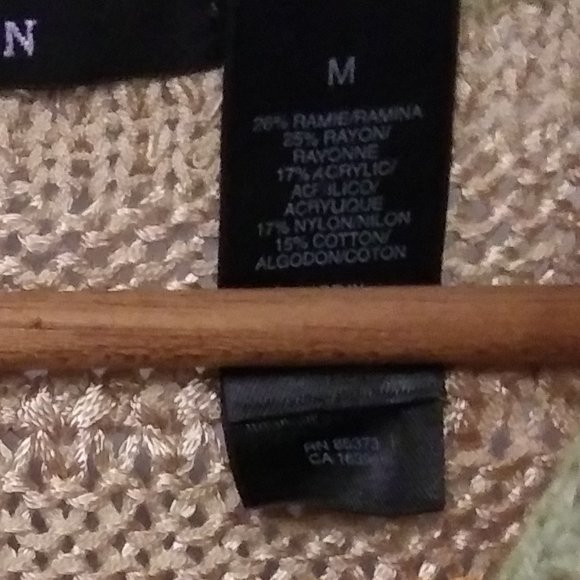 N
M
26% RAMIE/RAMINA
25% RAYON/
RAYONNE
17% ACRYLIC/
ACRILICO/
ACRYLIQUE
17% NYLON/NILON
15% COTTON/
ALGODON/COTON
RN 65373
CA